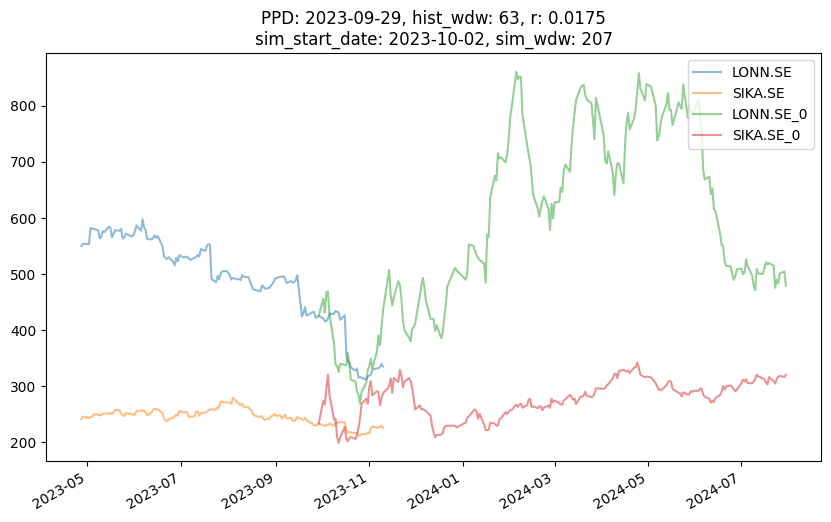 PPD: 2023-09-29, hist_wdw: 63, r: 0.0175
sim_start_date: 2023-10-02, sim_wdw: 207
LONN.SE
SIKA.SE
LONN.SE_0
SIKA.SE_0
800
700
600
500
400
300
200
2023-05
2023-07
2023-09
2023-11
2024-01
2024-03
2024-05
2024-07